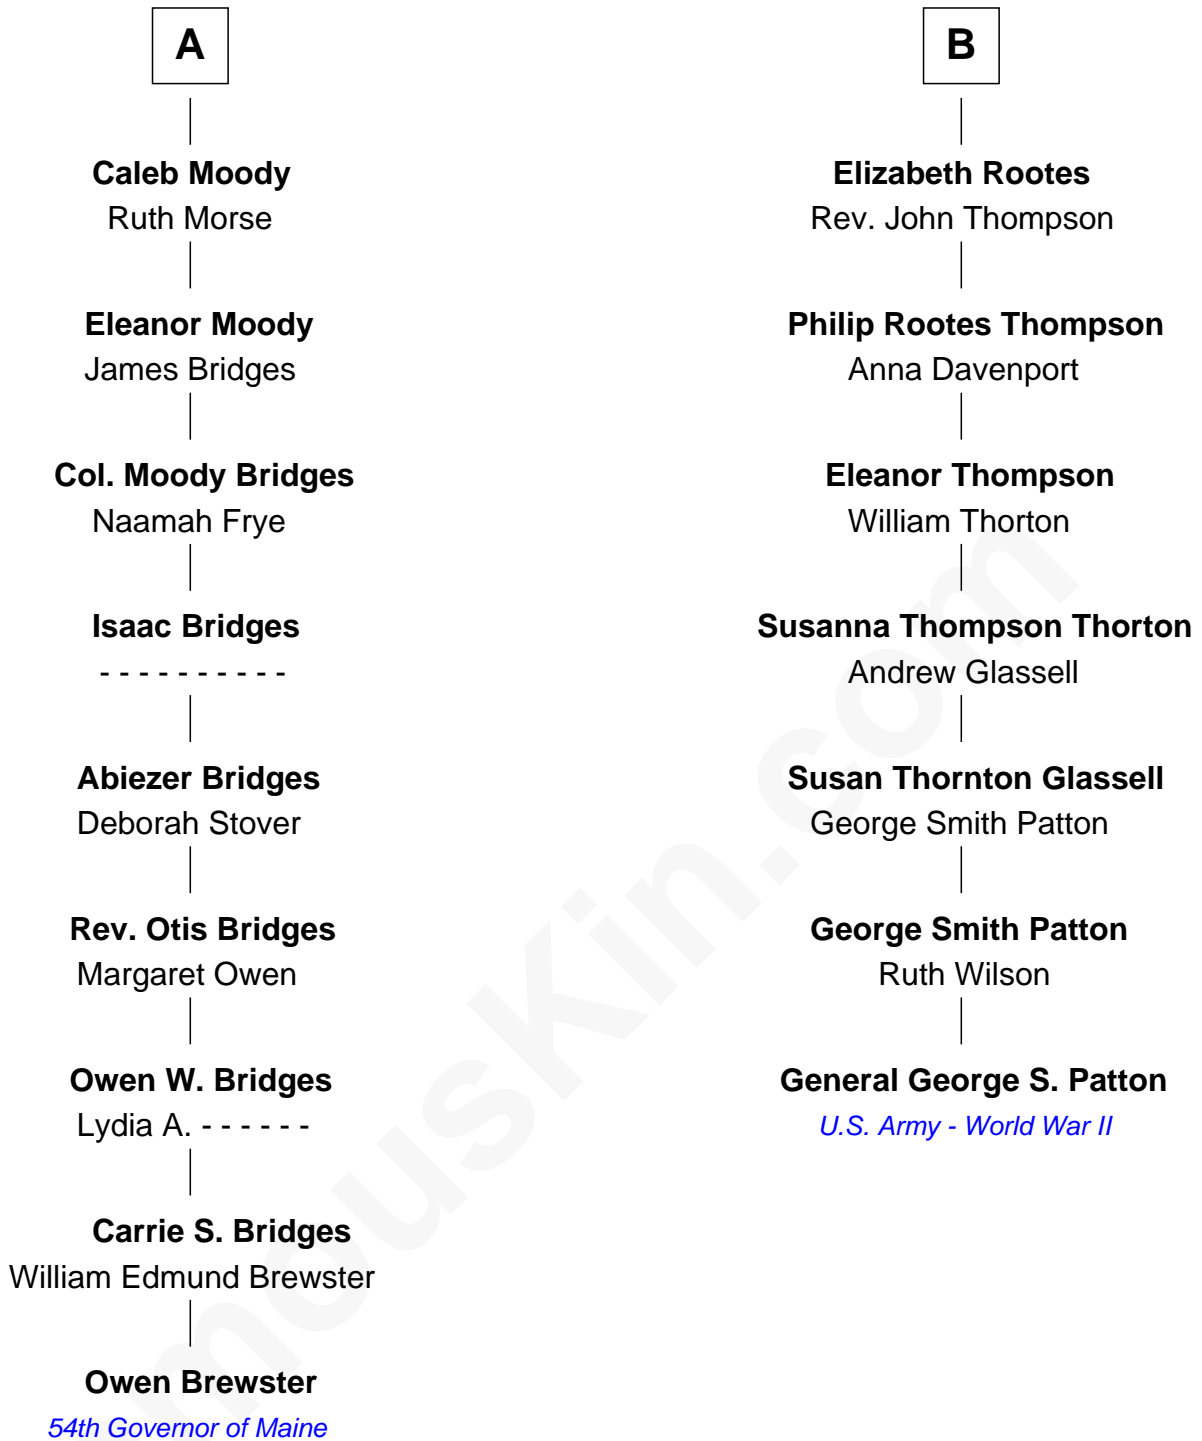 A
Caleb Moody
Ruth Morse
Eleanor Moody
James Bridges
Col. Moody Bridges
Naamah Frye
Isaac Bridges
- - - - - - - - - -
Abiezer Bridges
Deborah Stover
Rev. Otis Bridges
Margaret Owen
Owen W. Bridges
Lydia A. - - - - - -
Carrie S. Bridges
William Edmund Brewster
Owen Brewster
54th Governor of Maine
B
Elizabeth Rootes
Rev. John Thompson
Philip Rootes Thompson
Anna Davenport
Eleanor Thompson
William Thorton
Susanna Thompson Thorton
Andrew Glassell
Susan Thornton Glassell
George Smith Patton
George Smith Patton
Ruth Wilson
General George S. Patton
U.S. Army - World War II
mouskin.com